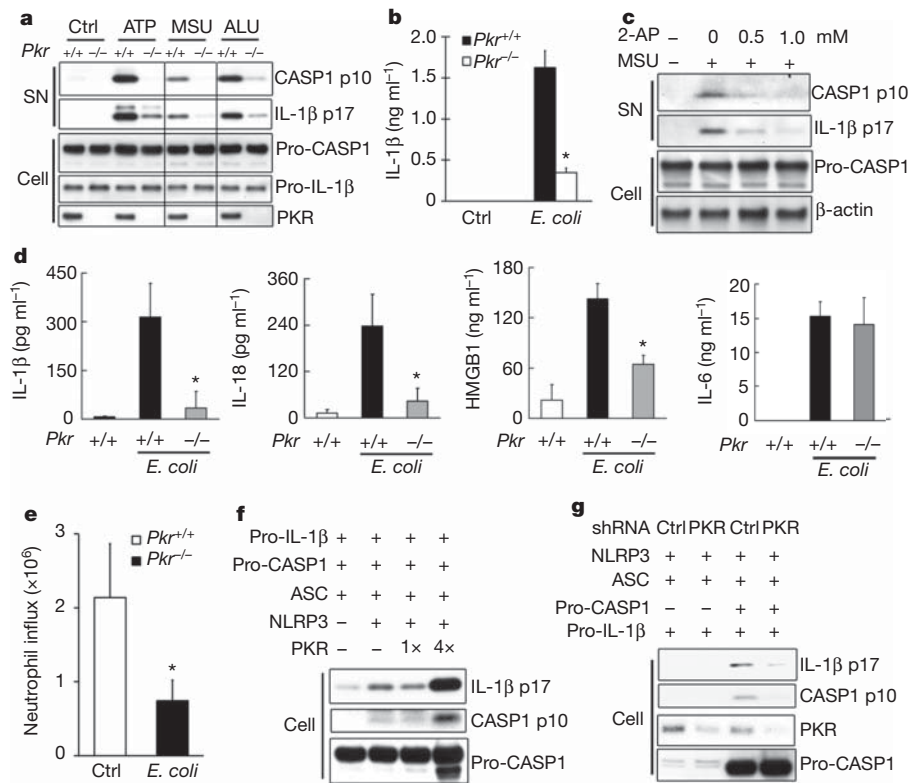 a
Ctrl ATP MSU ALU
Pkr +/+ −/− +/+ −/− +/+ −/− +/+ −/−
SN
CASP1 p10
IL-1β p17
Cell
Pro-CASP1
Pro-IL-1β
PKR
b
IL-1β (ng ml⁻¹)
2.0
1.5
1.0
0.5
0
Pkr+/+
Pkr−/−
*
Ctrl E. coli
c
2-AP – 0 0.5 1.0 mM
MSU – + + +
SN
CASP1 p10
IL-1β p17
Cell
Pro-CASP1
β-actin
d
IL-1β (pg ml⁻¹)
450
300
150
0
*
Pkr +/+ +/+ −/−
E. coli
IL-18 (pg ml⁻¹)
360
240
120
0
*
+/+ +/+ −/−
E. coli
HMGB1 (ng ml⁻¹)
180
120
60
0
*
Pkr +/+ +/+ −/−
E. coli
IL-6 (ng ml⁻¹)
20
15
10
5
0
+/+ +/+ −/−
E. coli
e
Neutrophil influx (×10⁶)
3
2
1
0
Pkr+/+
Pkr−/−
*
Ctrl E. coli
f
Pro-IL-1β + + + +
Pro-CASP1 + + + +
ASC + + + +
NLRP3 – + + +
PKR – – 1× 4×
Cell
IL-1β p17
CASP1 p10
Pro-CASP1
g
shRNA Ctrl PKR Ctrl PKR
NLRP3 + + + +
ASC + + + +
Pro-CASP1 – – + +
Pro-IL-1β + + + +
Cell
IL-1β p17
CASP1 p10
PKR
Pro-CASP1